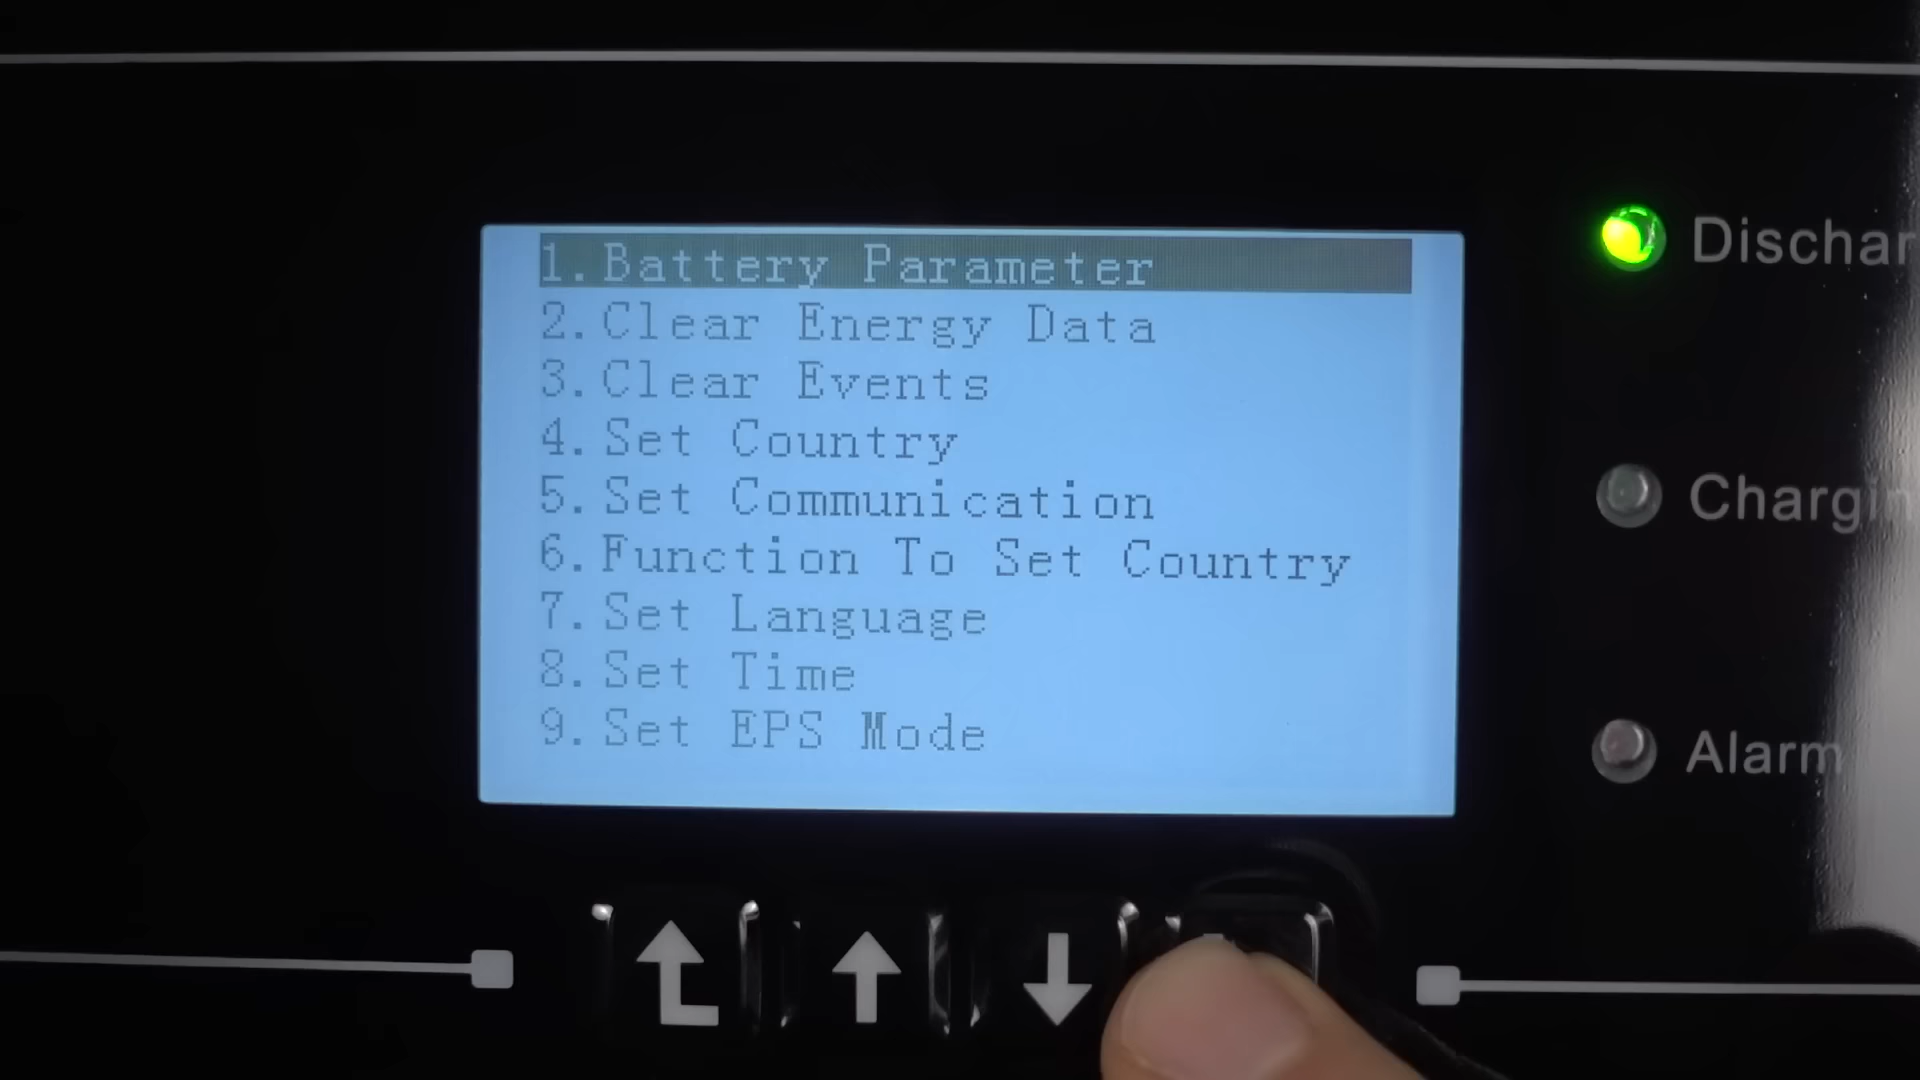 1.Battery Parameter
2.Clear Energy Data
3.Clear Events
4.Set Country
5.Set Communication
6.Function To Set Country
7.Set Language
8.Set Time
9.Set EPS Mode
Dischar
Chargin
Alarm